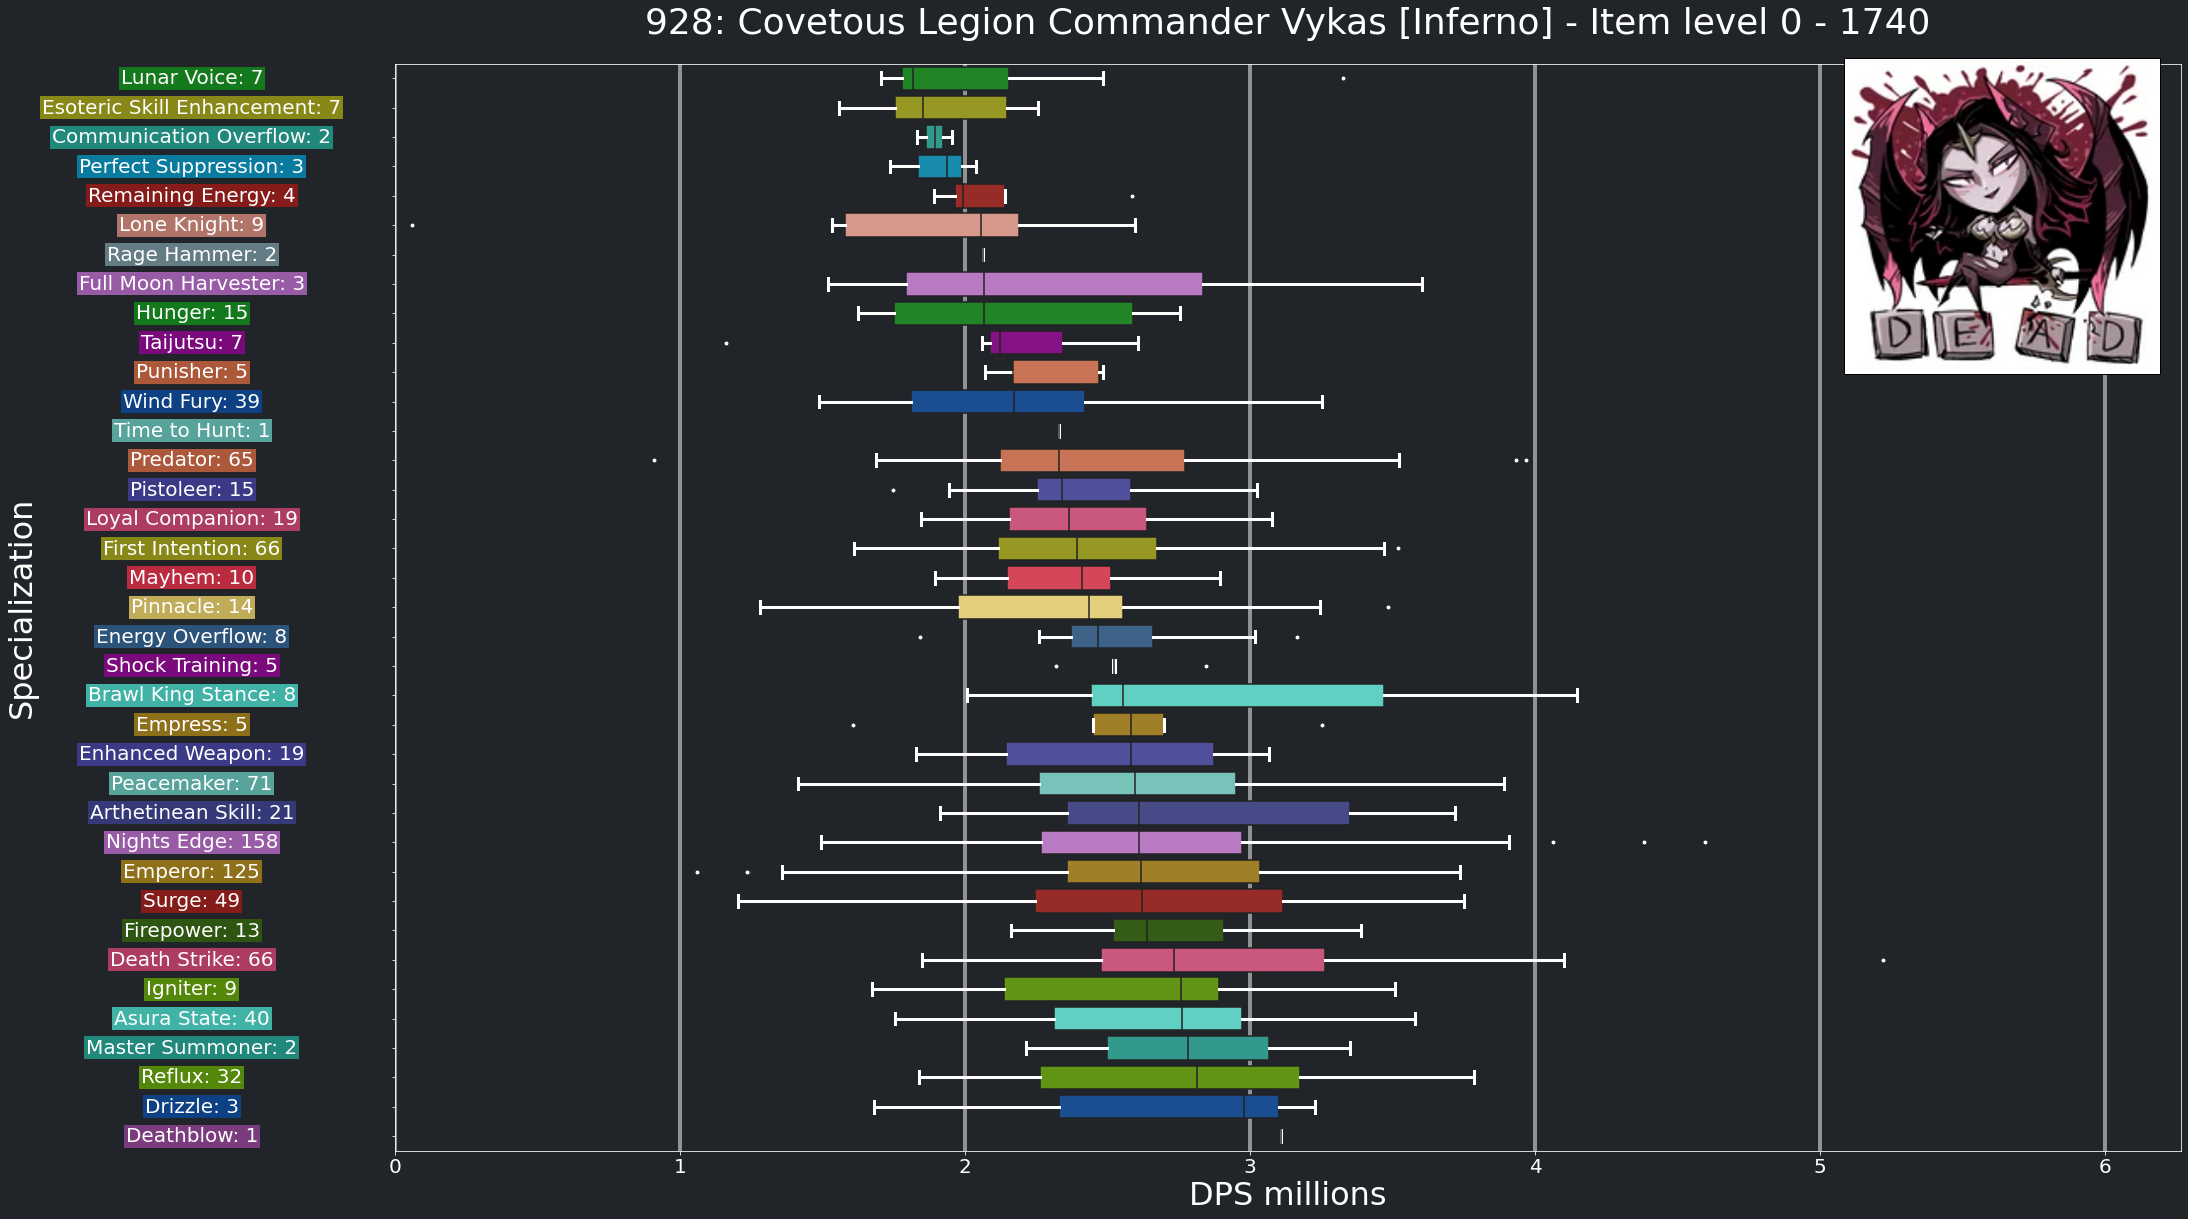 928: Covetous Legion Commander Vykas [Inferno] - Item level 0 - 1740
Lunar Voice: 7
Esoteric Skill Enhancement: 7
Communication Overflow: 2
Perfect Suppression: 3
Remaining Energy: 4
Lone Knight: 9
Rage Hammer: 2
Full Moon Harvester: 3
Hunger: 15
Taijutsu: 7
Punisher: 5
Wind Fury: 39
Time to Hunt: 1
Predator: 65
Pistoleer: 15
Loyal Companion: 19
First Intention: 66
Mayhem: 10
Pinnacle: 14
Energy Overflow: 8
Shock Training: 5
Brawl King Stance: 8
Empress: 5
Enhanced Weapon: 19
Peacemaker: 71
Arthetinean Skill: 21
Nights Edge: 158
Emperor: 125
Surge: 49
Firepower: 13
Death Strike: 66
Igniter: 9
Asura State: 40
Master Summoner: 2
Reflux: 32
Drizzle: 3
Deathblow: 1
Specialization
0 1 2 3 4 5 6
DPS millions
DEAD